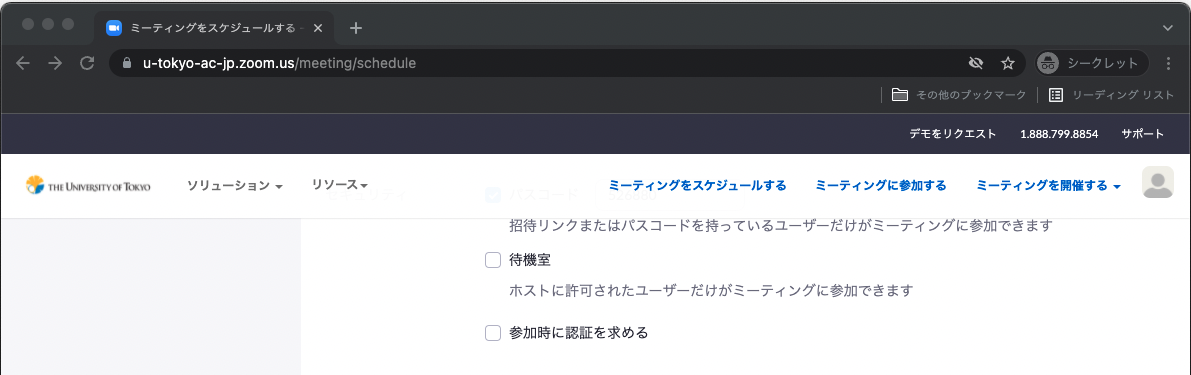 ミーティングをスケジュールする -
u-tokyo-ac-jp.zoom.us/meeting/schedule
シークレット
その他のブックマーク
リーディング リスト
デモをリクエスト 1.888.799.8854 サポート
THE UNIVERSITY OF TOKYO ソリューション リソース ミーティングをスケジュールする ミーティングに参加する ミーティングを開催する
パスコード
招待リンクまたはパスコードを持っているユーザーだけがミーティングに参加できます
待機室
ホストに許可されたユーザーだけがミーティングに参加できます
参加時に認証を求める